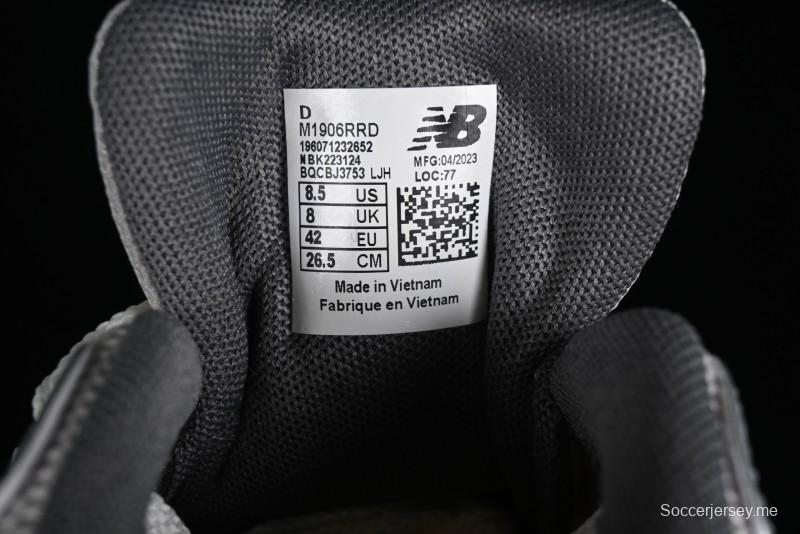 D
M1906RRD
196071232652
NBK223124
BQCBJ3753 LJH
NB
MFG:04/2023
LOC:77
8.5 US
8 UK
42 EU
26.5 CM
Made in Vietnam
Fabrique en Vietnam
Soccerjersey.me